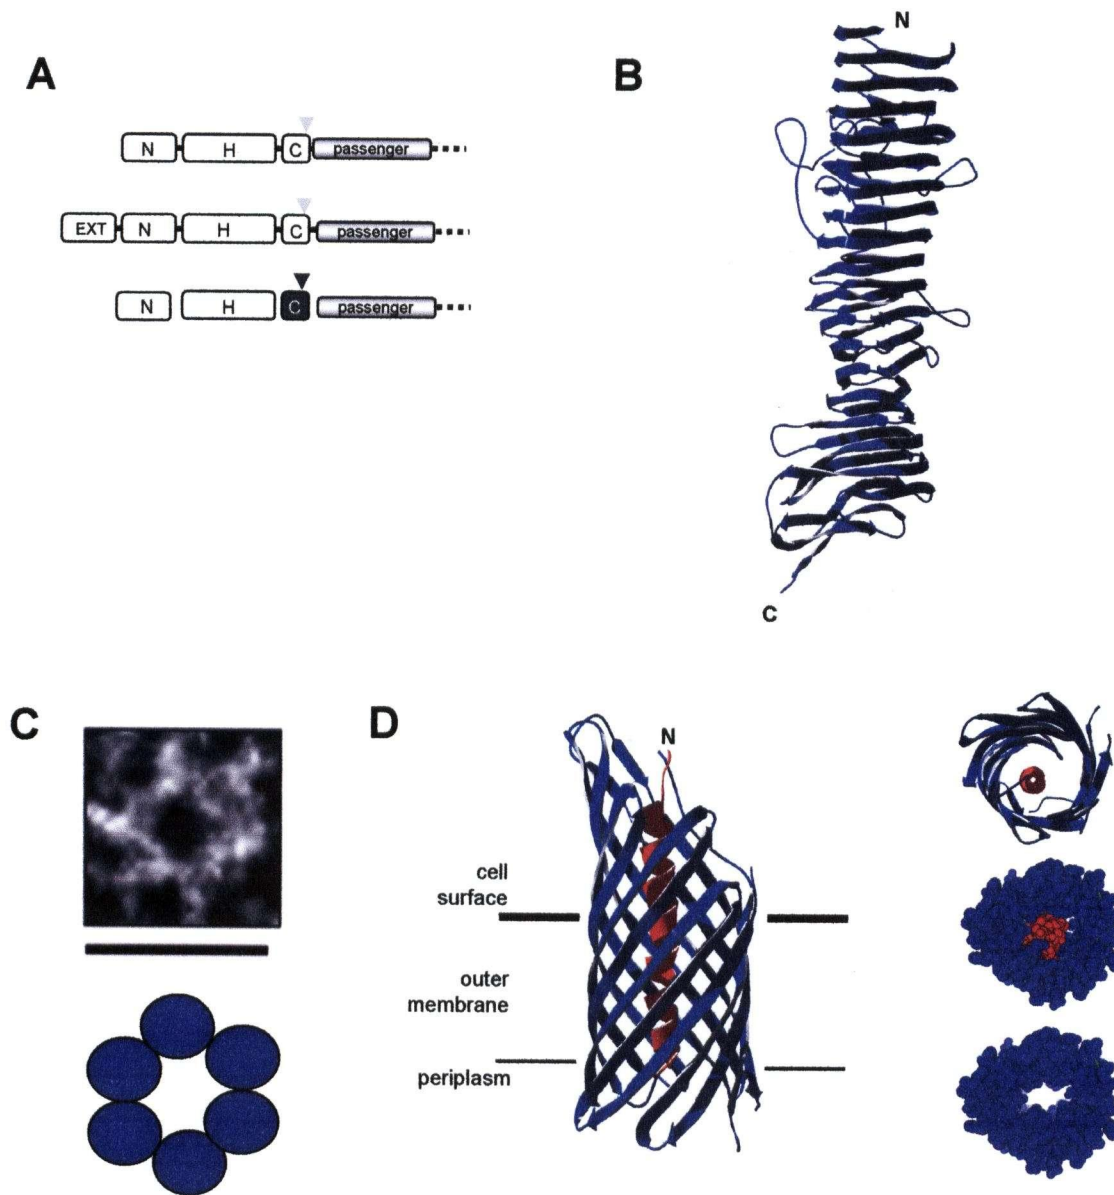 A
N H C passenger
EXT N H C passenger
N H C passenger
B
N
C
C
D
N
cell
surface
outer
membrane
periplasm